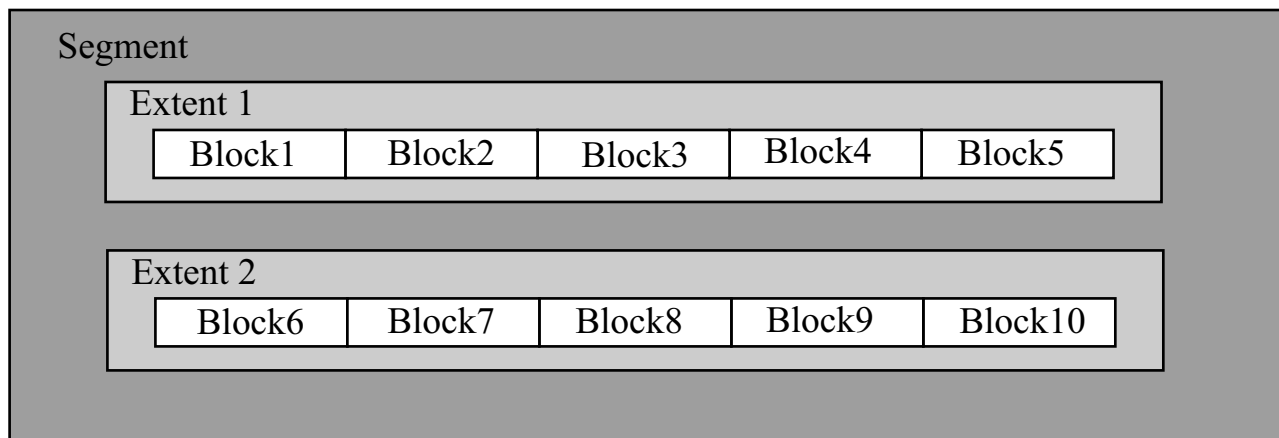 Segment
Extent 1
Block1 Block2 Block3 Block4 Block5
Extent 2
Block6 Block7 Block8 Block9 Block10